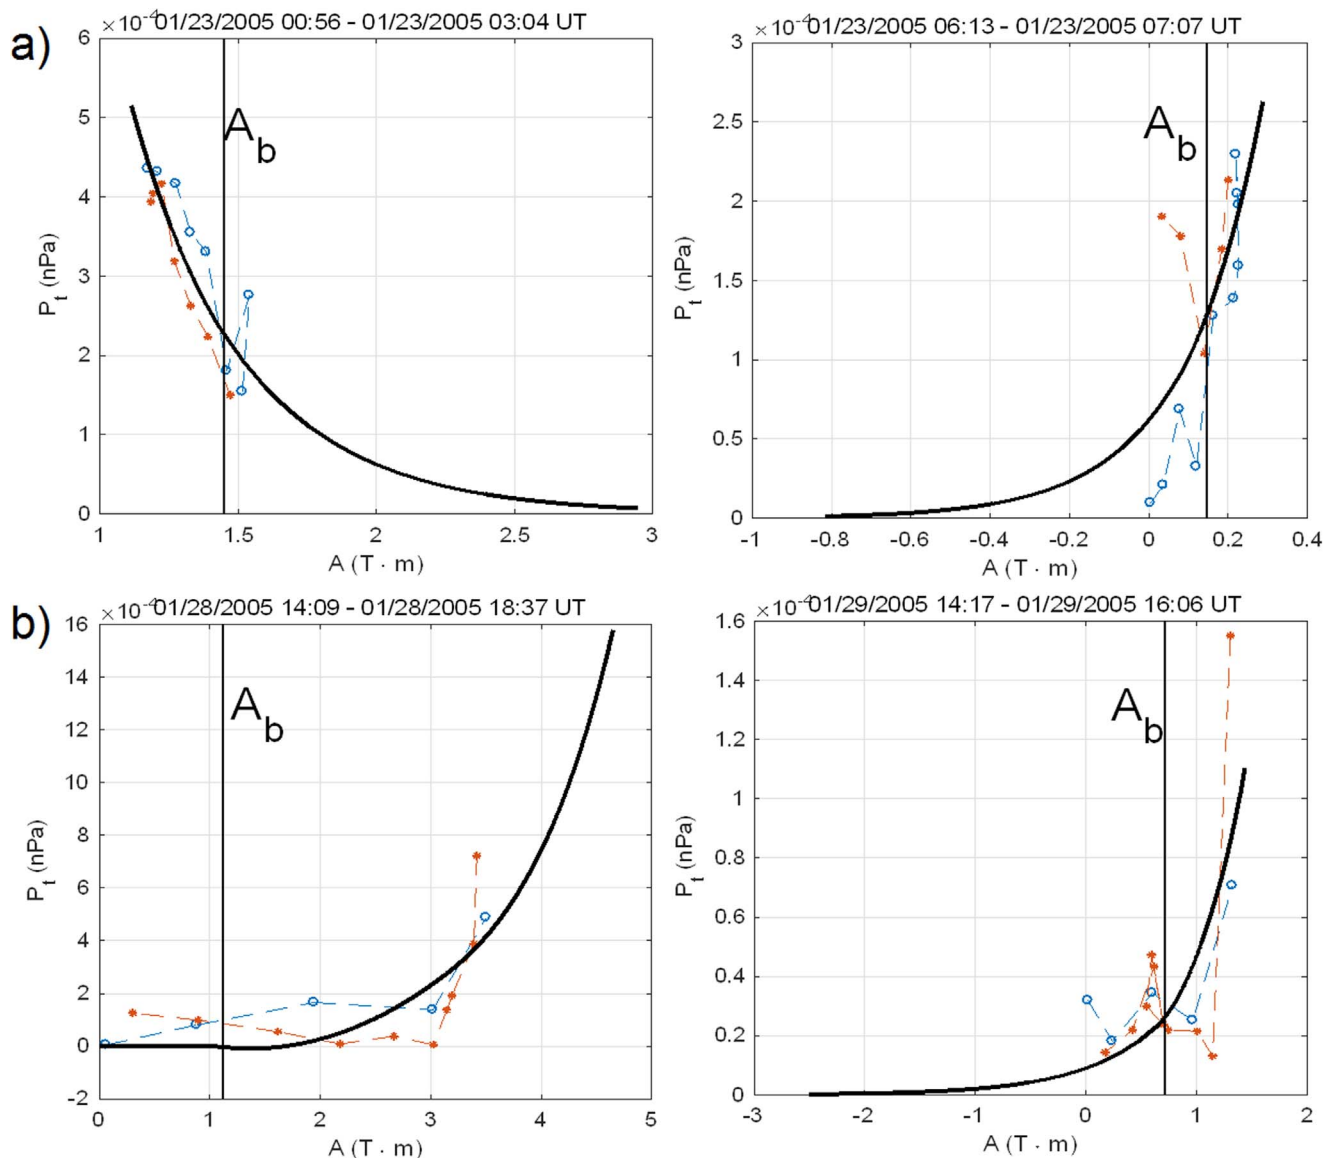 a)
×10⁻⁴ 01/23/2005 00:56 - 01/23/2005 03:04 UT
6
5
4
3
2
1
0
P_t (nPa)
A_b
1 1.5 2 2.5 3
A (T · m)
×10⁻⁴ 01/23/2005 06:13 - 01/23/2005 07:07 UT
3
2.5
2
1.5
1
0.5
0
P_t (nPa)
A_b
-1 -0.8 -0.6 -0.4 -0.2 0 0.2 0.4
A (T · m)
b)
×10⁻⁴ 01/28/2005 14:09 - 01/28/2005 18:37 UT
16
14
12
10
8
6
4
2
0
-2
P_t (nPa)
A_b
0 1 2 3 4 5
A (T · m)
×10⁻⁴ 01/29/2005 14:17 - 01/29/2005 16:06 UT
1.6
1.4
1.2
1
0.8
0.6
0.4
0.2
0
P_t (nPa)
A_b
-3 -2 -1 0 1 2
A (T · m)